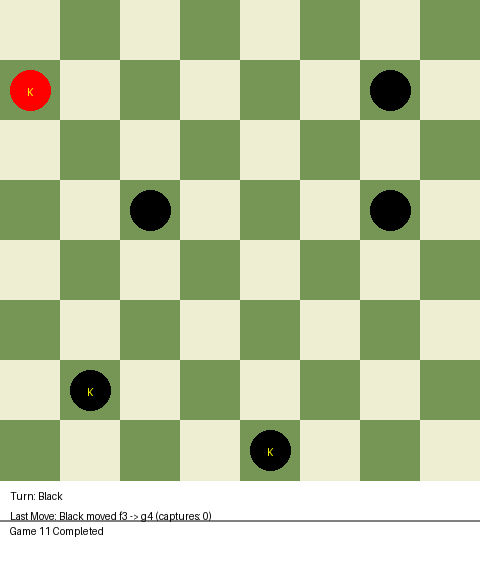 K
K
K
Turn: Black
Last Move: Black moved f3 -> g4 (captures: 0)
Game 11 Completed